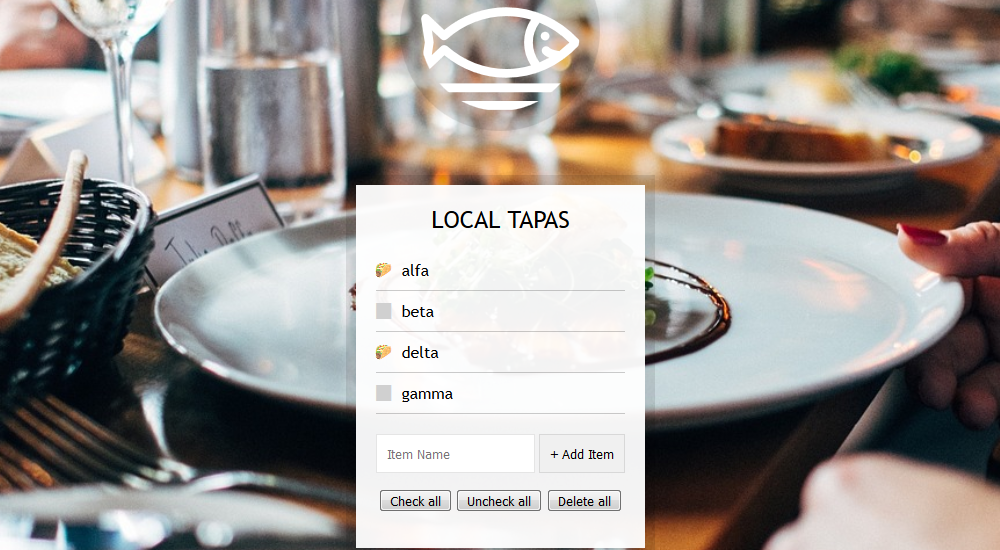 LOCAL TAPAS
alfa
beta
delta
gamma
Item Name
+ Add Item
Check all
Uncheck all
Delete all